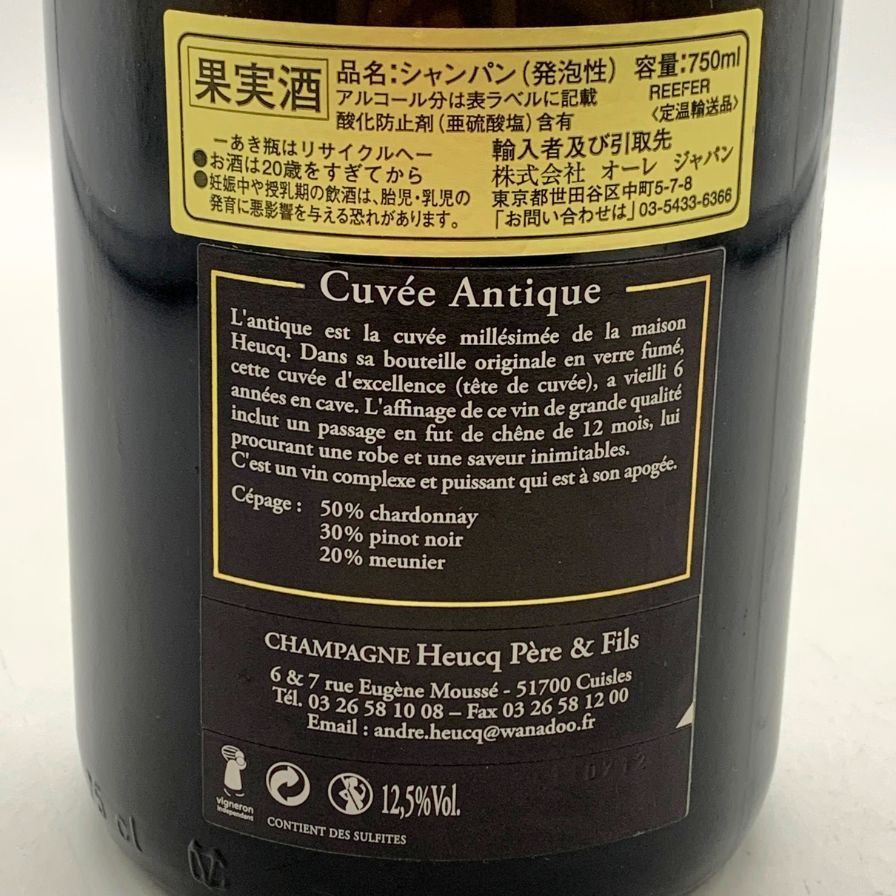 果実酒
品名:シャンパン(発泡性) 容量:750ml
アルコール分は表ラベルに記載
REEFER
酸化防止剤(亜硫酸塩)含有
〈定温輸送品〉
ーあき瓶はリサイクルヘー
●お酒は20歳をすぎてから
●妊娠中や授乳期の飲酒は、胎児・乳児の
発育に悪影響を与える恐れがあります。
輸入者及び引取先
株式会社 オーレ ジャパン
東京都世田谷区中町5-7-8
「お問い合わせは」03-5433-6366
Cuvée Antique
L'antique est la cuvée millésimée de la maison
Heucq. Dans sa bouteille originale en verre fumé,
cette cuvée d'excellence (tête de cuvée), a vieilli 6
années en cave. L'affinage de ce vin de grande qualité
inclut un passage en fut de chêne de 12 mois, lui
procurant une robe et une saveur inimitables.
C'est un vin complexe et puissant qui est à son apogée.
Cépage : 50% chardonnay
30% pinot noir
20% meunier
CHAMPAGNE Heucq Père & Fils
6 & 7 rue Eugène Moussé - 51700 Cuisles
Tél. 03 26 58 10 08 – Fax 03 26 58 12 00
Email : andre.heucq@wanadoo.fr
vigneron
indépendant
12,5%Vol.
CONTIENT DES SULFITES
cl